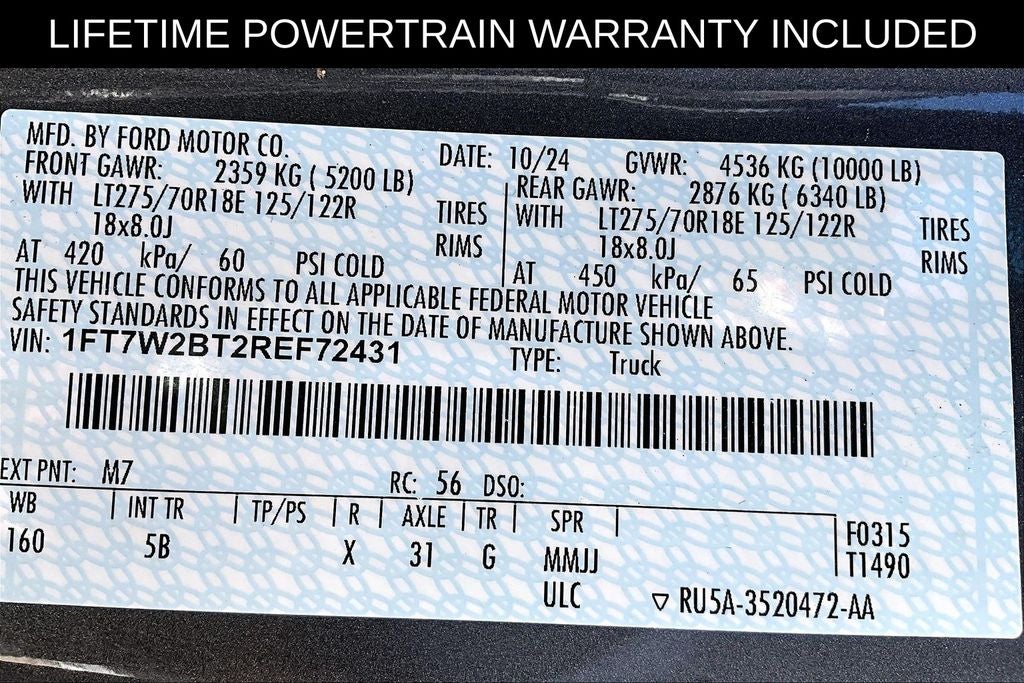 LIFETIME POWERTRAIN WARRANTY INCLUDED
MFD. BY FORD MOTOR CO. DATE: 10/24 GVWR: 4536 KG (10000 LB)
FRONT GAWR: 2359 KG ( 5200 LB) REAR GAWR: 2876 KG ( 6340 LB)
WITH LT275/70R18E 125/122R TIRES WITH LT275/70R18E 125/122R TIRES
18x8.0J RIMS 18x8.0J RIMS
AT 420 kPa/ 60 PSI COLD AT 450 kPa/ 65 PSI COLD
THIS VEHICLE CONFORMS TO ALL APPLICABLE FEDERAL MOTOR VEHICLE
SAFETY STANDARDS IN EFFECT ON THE DATE OF MANUFACTURE SHOWN ABOVE.
VIN: 1FT7W2BT2REF72431 TYPE: Truck
EXT PNT: M7 RC: 56 DSO:
WB INT TR TP/PS R AXLE TR SPR F0315
160 5B X 31 G MMJJ T1490
ULC ▽ RU5A-3520472-AA